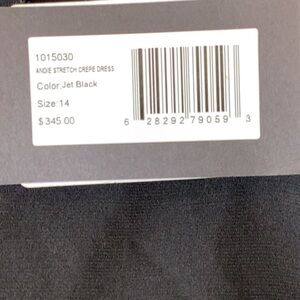 1015030
ANDIE STRETCH CREPE DRESS
Color:Jet Black
Size:14
$345.00
6 28292 79059 3